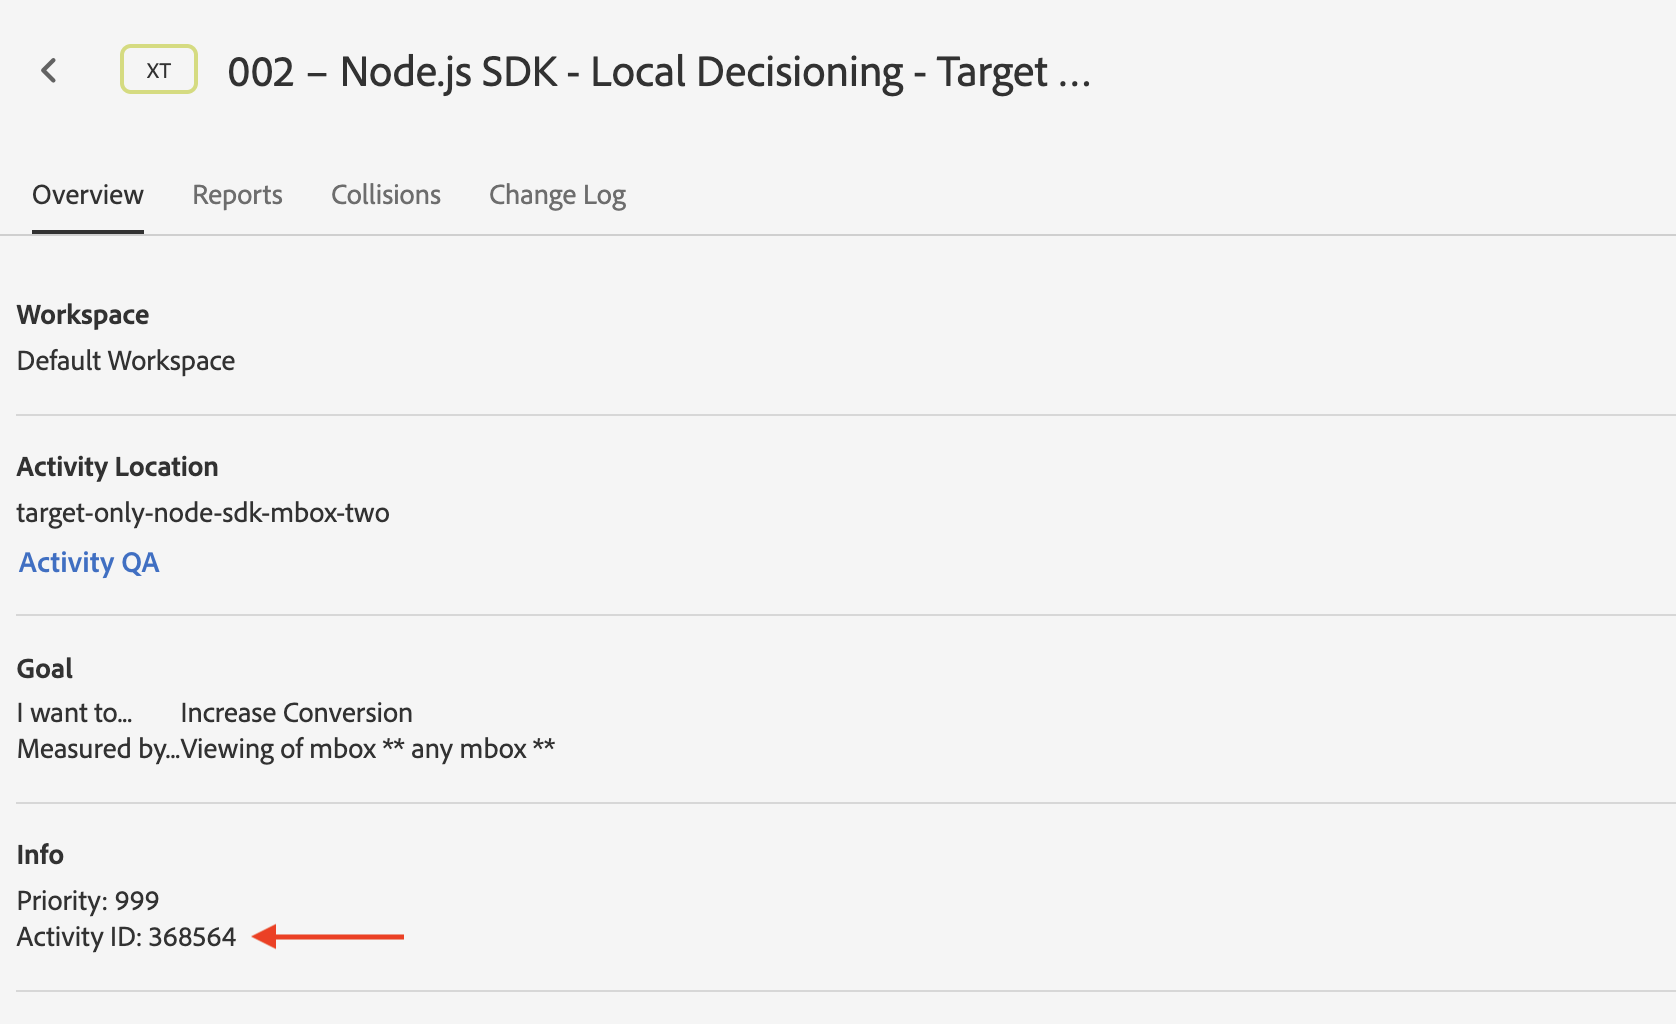 XT
002 – Node.js SDK - Local Decisioning - Target ...
Overview
Reports
Collisions
Change Log
Workspace
Default Workspace
Activity Location
target-only-node-sdk-mbox-two
Activity QA
Goal
I want to... Increase Conversion
Measured by...Viewing of mbox ** any mbox **
Info
Priority: 999
Activity ID: 368564